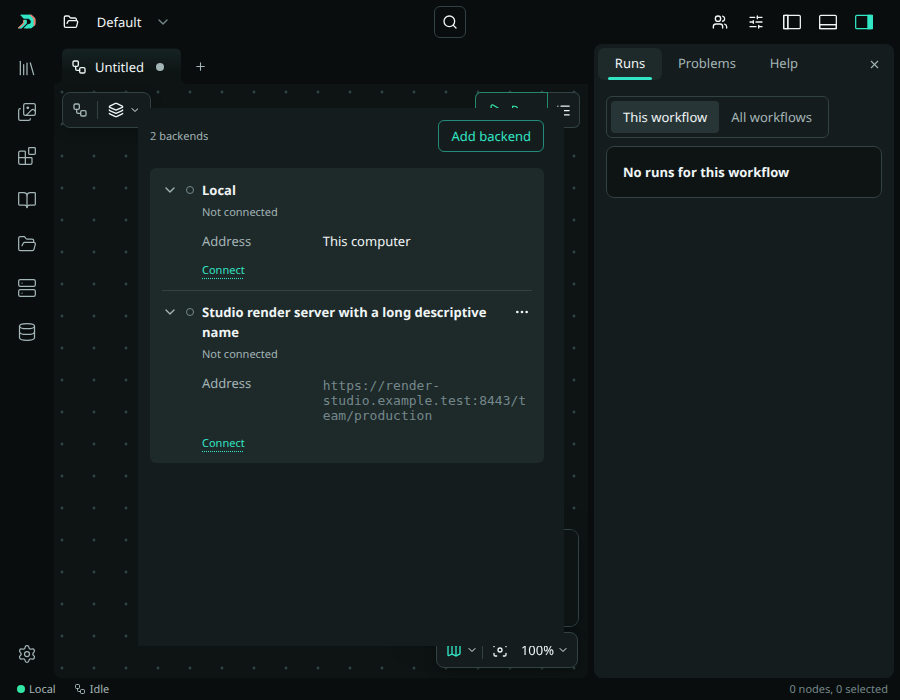 Default
Untitled
2 backends
Add backend
Local
Not connected
Address
This computer
Connect
Studio render server with a long descriptive
name
Not connected
Address
https://render-
studio.example.test:8443/t
eam/production
Connect
Runs
Problems
Help
This workflow
All workflows
No runs for this workflow
100%
Local
Idle
0 nodes, 0 selected